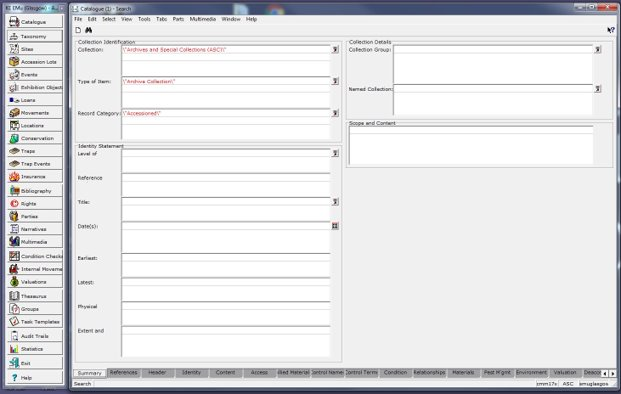 KE EMu (Glasgow) - A...
Catalogue
Taxonomy
Sites
Accession Lots
Events
Exhibition Object
Loans
Movements
Locations
Conservation
Traps
Trap Events
Insurance
Bibliography
Rights
Parties
Narratives
Multimedia
Condition Checks
Internal Moveme
Valuations
Thesaurus
Groups
Task Templates
Audit Trails
Statistics
Exit
Help
Catalogue (1) - Search
File Edit Select View Tools Tabs Parts Multimedia Window Help
Collection Identification
Collection: \"Archives and Special Collections (ASC)\"
Type of Item: \"Archive Collection\"
Record Category: \"Accessioned\"
Identity Statement
Level of
Reference
Title:
Date(s):
Earliest:
Latest:
Physical
Extent and
Collection Details
Collection Group:
Named Collection:
Scope and Content
Summary References Header Identity Content Access llied Material Control Name Control Terms Condition Relationships Materials Pest Mgmt Environment Valuation Deacc
Search cmm17s ASC emuglasgos